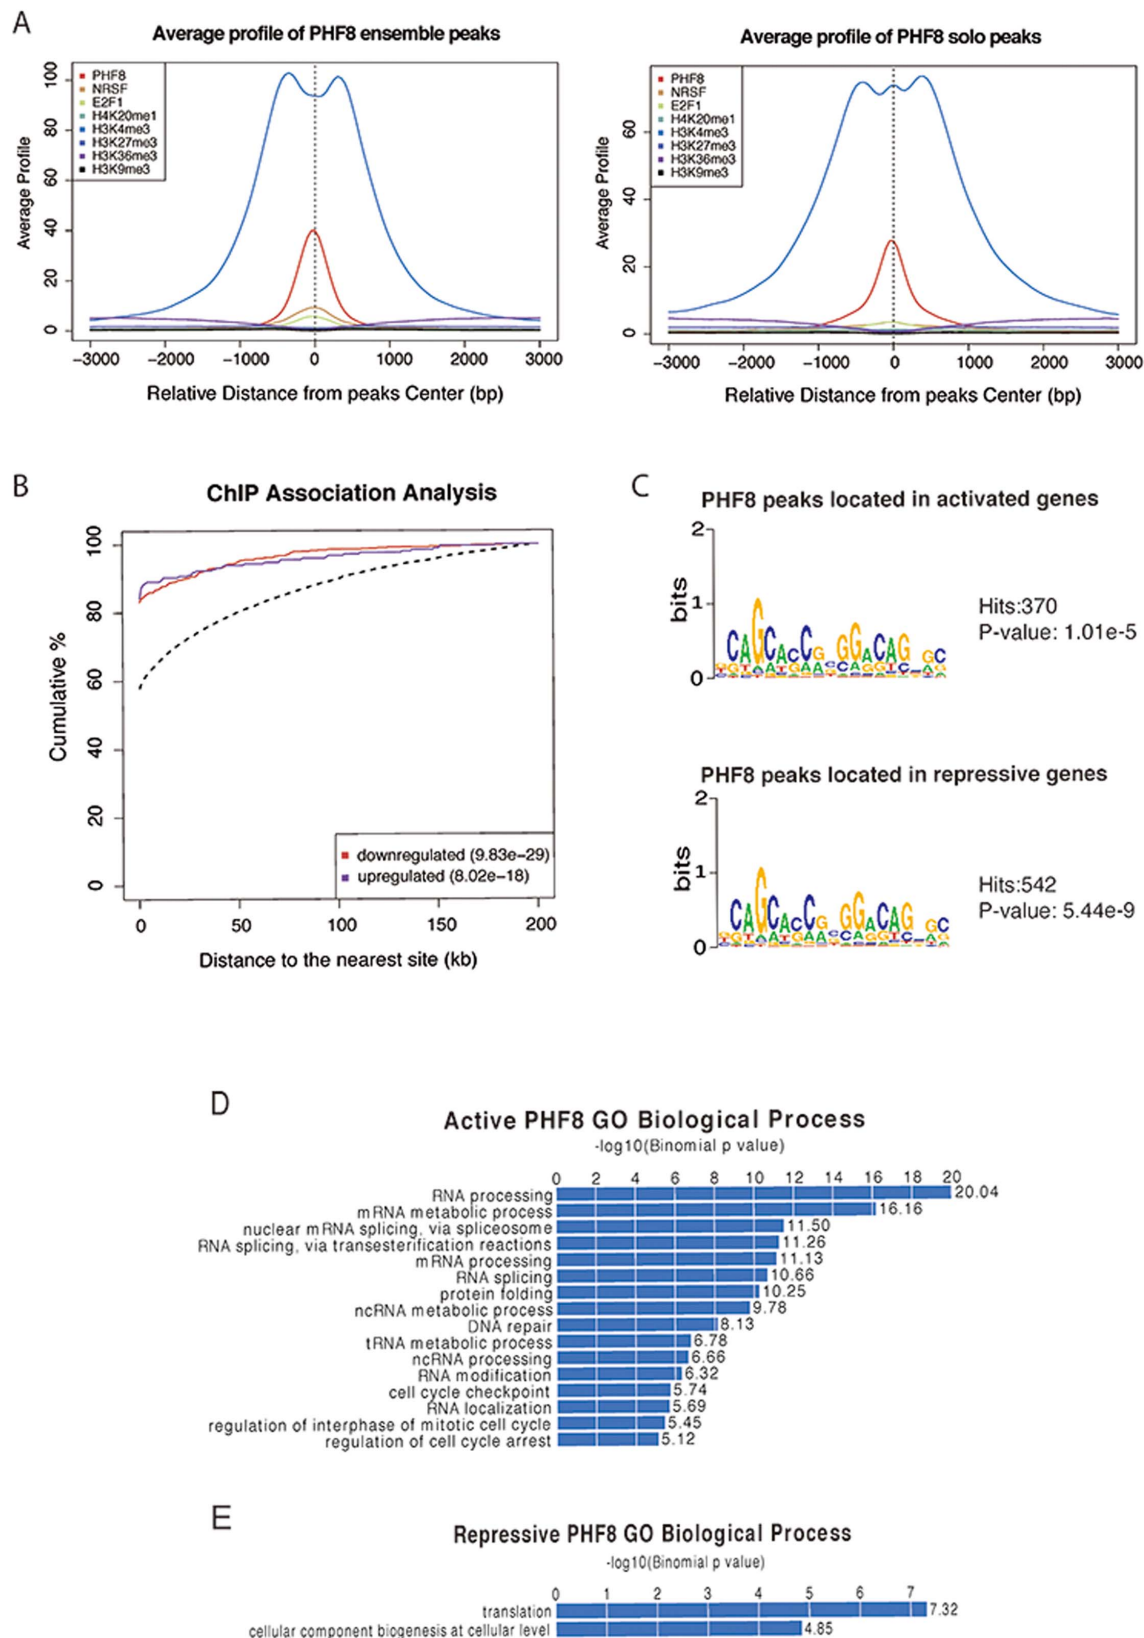 A
Average profile of PHF8 ensemble peaks
Average Profile
100
80
60
40
20
0
PHF8
NRSF
E2F1
H4K20me1
H3K4me3
H3K27me3
H3K36me3
H3K9me3
−3000 −2000 −1000 0 1000 2000 3000
Relative Distance from peaks Center (bp)
Average profile of PHF8 solo peaks
Average Profile
60
40
20
0
PHF8
NRSF
E2F1
H4K20me1
H3K4me3
H3K27me3
H3K36me3
H3K9me3
−3000 −2000 −1000 0 1000 2000 3000
Relative Distance from peaks Center (bp)
B
ChIP Association Analysis
Cumulative %
100
80
60
40
20
0
downregulated (9.83e−29)
upregulated (8.02e−18)
0 50 100 150 200
Distance to the nearest site (kb)
C
PHF8 peaks located in activated genes
bits
2
1
0
CAGCACCG GGACAG GC
Hits:370
P-value: 1.01e-5
PHF8 peaks located in repressive genes
bits
2
1
0
CAGCACCG GGACAG GC
Hits:542
P-value: 5.44e-9
D
Active PHF8 GO Biological Process
-log10(Binomial p value)
0 2 4 6 8 10 12 14 16 18 20
RNA processing 20.04
mRNA metabolic process 16.16
nuclear mRNA splicing, via spliceosome 11.50
RNA splicing, via transesterification reactions 11.26
mRNA processing 11.13
RNA splicing 10.66
protein folding 10.25
ncRNA metabolic process 9.78
DNA repair 8.13
tRNA metabolic process 6.78
ncRNA processing 6.66
RNA modification 6.32
cell cycle checkpoint 5.74
RNA localization 5.69
regulation of interphase of mitotic cell cycle 5.45
regulation of cell cycle arrest 5.12
E
Repressive PHF8 GO Biological Process
-log10(Binomial p value)
0 1 2 3 4 5 6 7
translation 7.32
cellular component biogenesis at cellular level 4.85